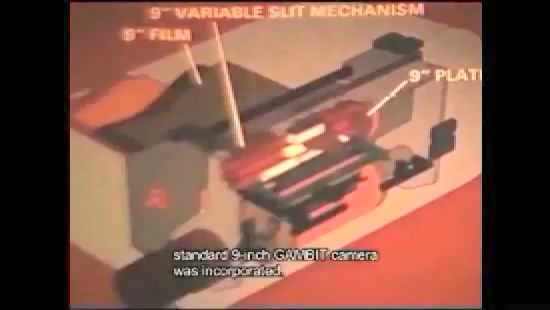 9" VARIABLE SLIT MECHANISM
9" FILM
9" PLAT
standard 9-inch GAMBIT camera
was incorporated.